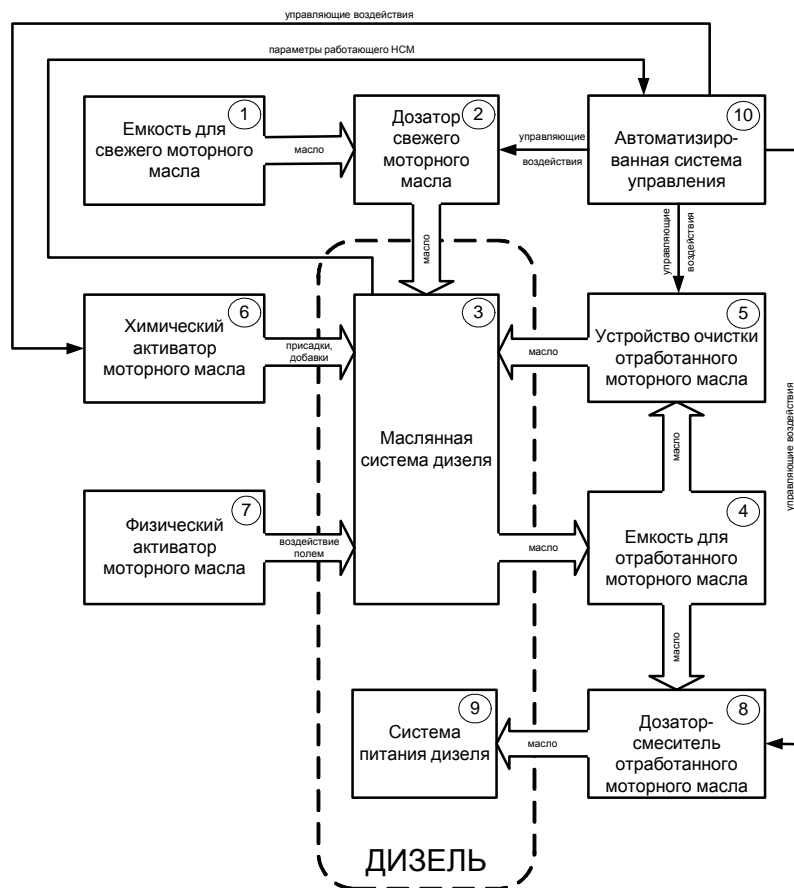 управляющие воздействия
параметры работающего НСМ
1
Емкость для
свежего моторного
масла
масло
2
Дозатор
свежего
моторного
масла
управляющие
воздействия
10
Автоматизиро-
ванная система
управления
масло
управляющие
воздействия
6
Химический
активатор
моторного масла
присадки,
добавки
3
Маслянная
система дизеля
масло
5
Устройство очистки
отработанного
моторного масла
управляющие воздействия
масло
7
Физический
активатор
моторного масла
воздействие
полем
масло
4
Емкость для
отработанного
моторного масла
масло
9
Система
питания дизеля
масло
8
Дозатор-
смеситель
отработанного
моторного масла
ДИЗЕЛЬ